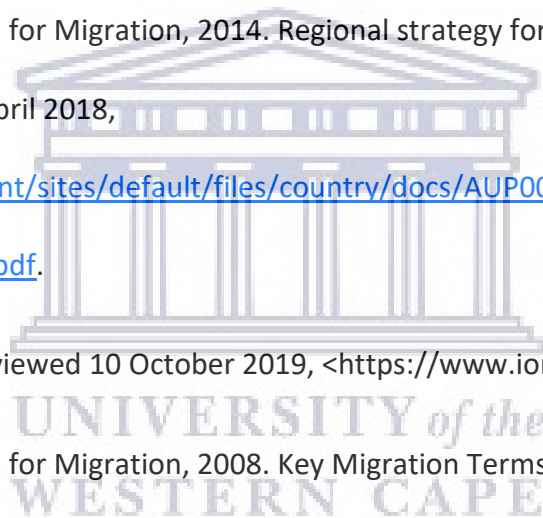 for Migration, 2014. Regional strategy for
pril 2018,
nt/sites/default/files/country/docs/AUP00
pdf.
viewed 10 October 2019, <https://www.ior
UNIVERSITY of the
for Migration, 2008. Key Migration Terms
WESTERN CAPE